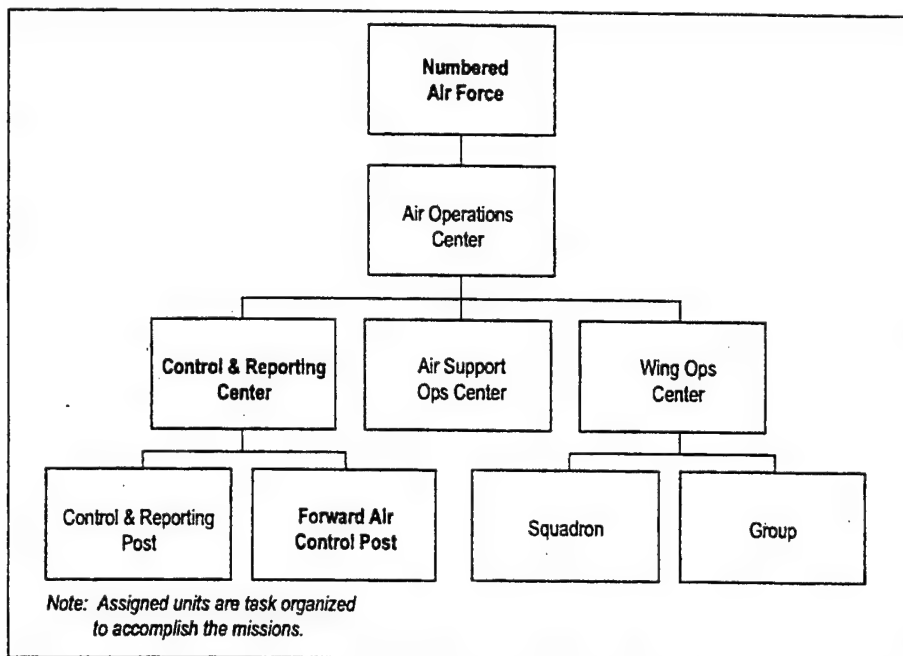 Numbered
Air Force
Air Operations
Center
Control & Reporting
Center
Air Support
Ops Center
Wing Ops
Center
Control & Reporting
Post
Forward Air
Control Post
Squadron
Group
Note: Assigned units are task organized
to accomplish the missions.